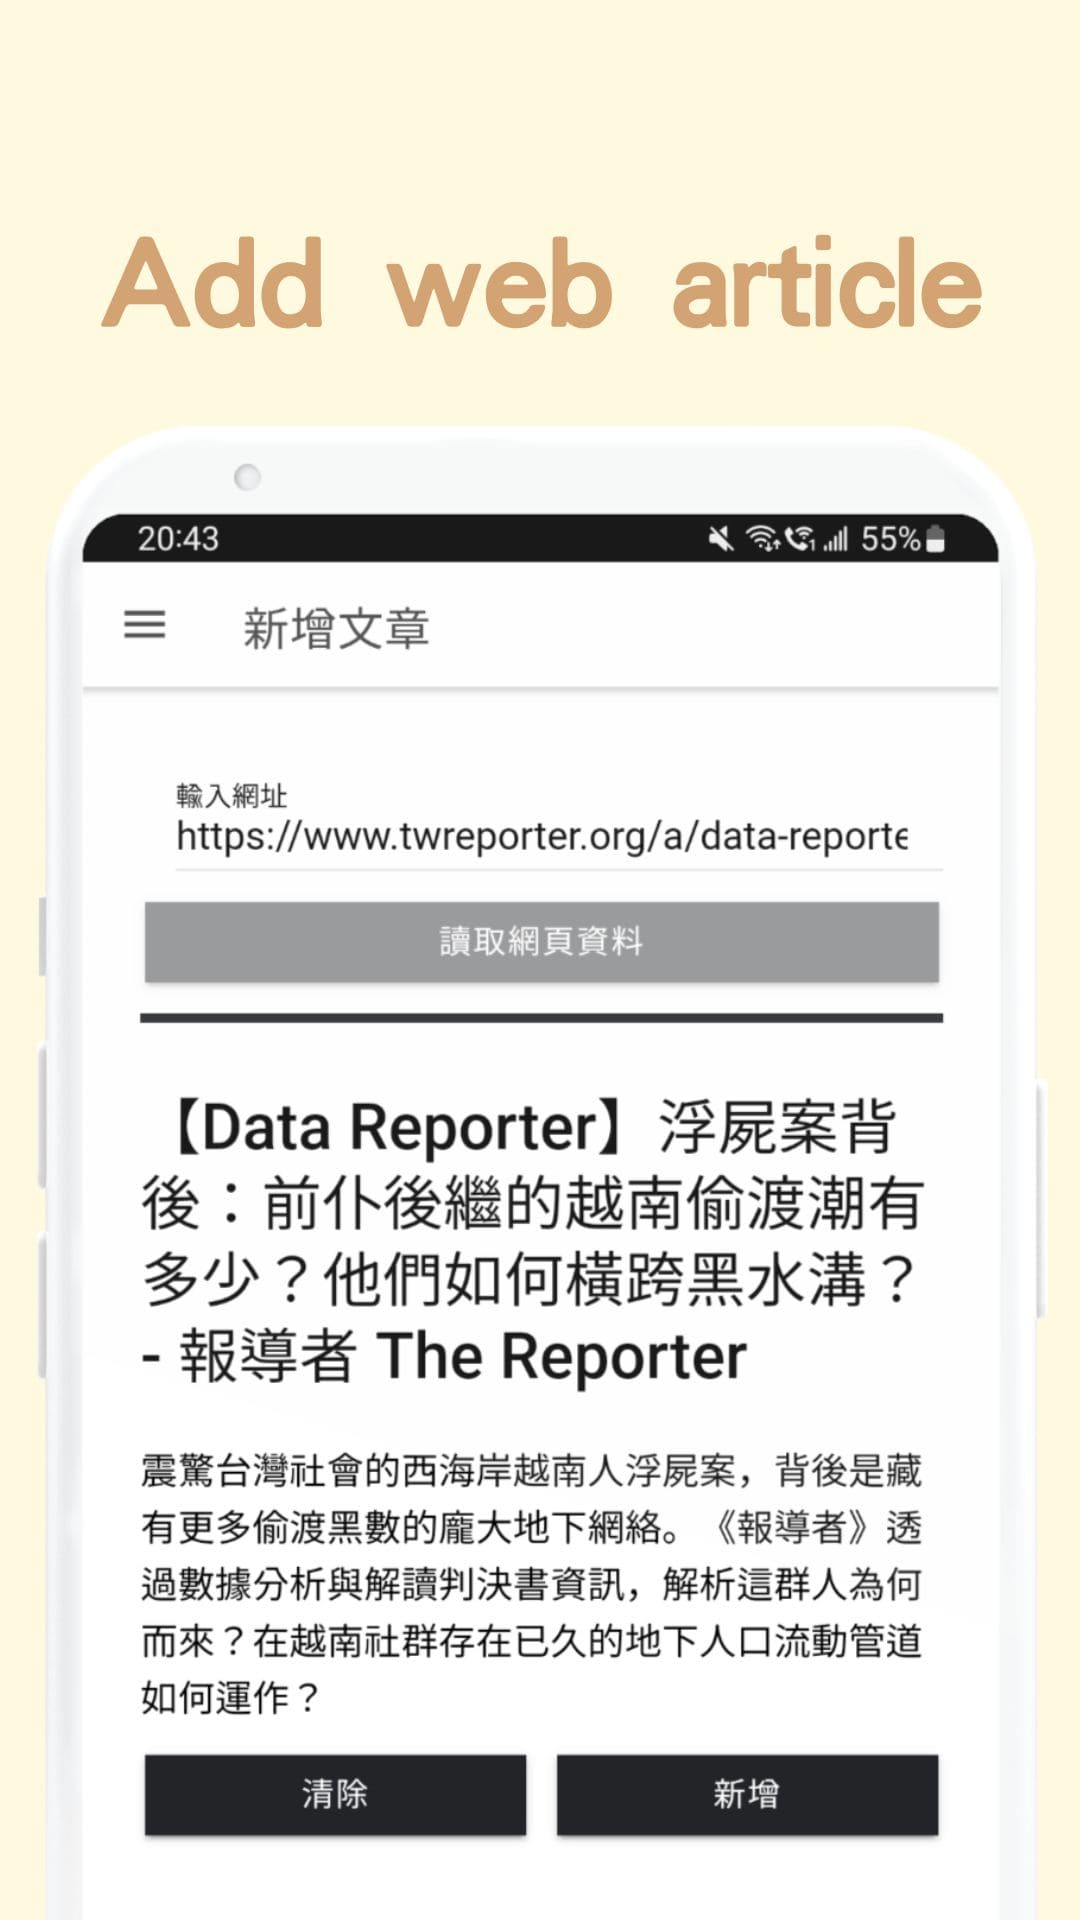 Add web article
20:43
55%
新增文章
輸入網址
https://www.twreporter.org/a/data-reporte
讀取網頁資料
【Data Reporter】浮屍案背
後：前仆後繼的越南偷渡潮有
多少？他們如何橫跨黑水溝？
- 報導者 The Reporter
震驚台灣社會的西海岸越南人浮屍案，背後是藏
有更多偷渡黑數的龐大地下網絡。《報導者》透
過數據分析與解讀判決書資訊，解析這群人為何
而來？在越南社群存在已久的地下人口流動管道
如何運作？
清除
新增